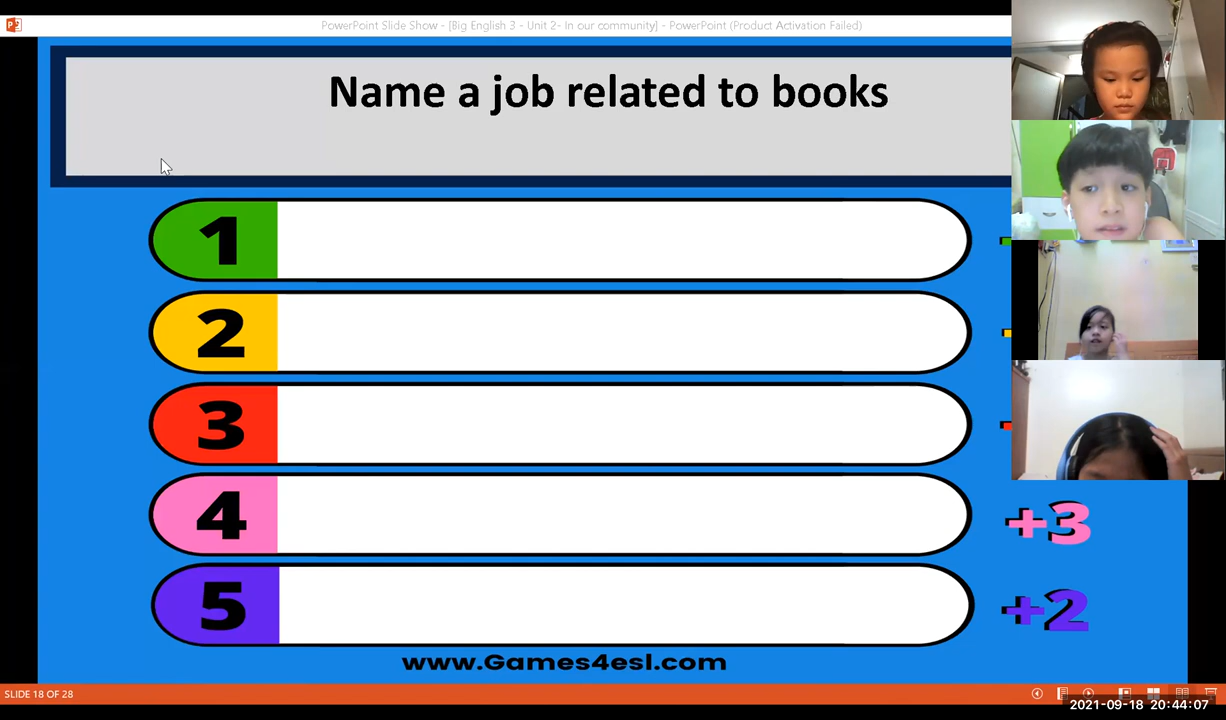 PowerPoint Slide Show - [Big English 3 - Unit 2- In our community] - PowerPoint (Product Activation Failed)
Name a job related to books
1
2
3
4
+3
5
+2
www.Games4esl.com
SLIDE 18 OF 28
2021-09-18 20:44:07